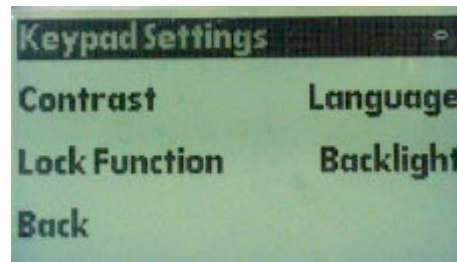 Keypad Settings
Contrast Language
Lock Function Backlight
Back